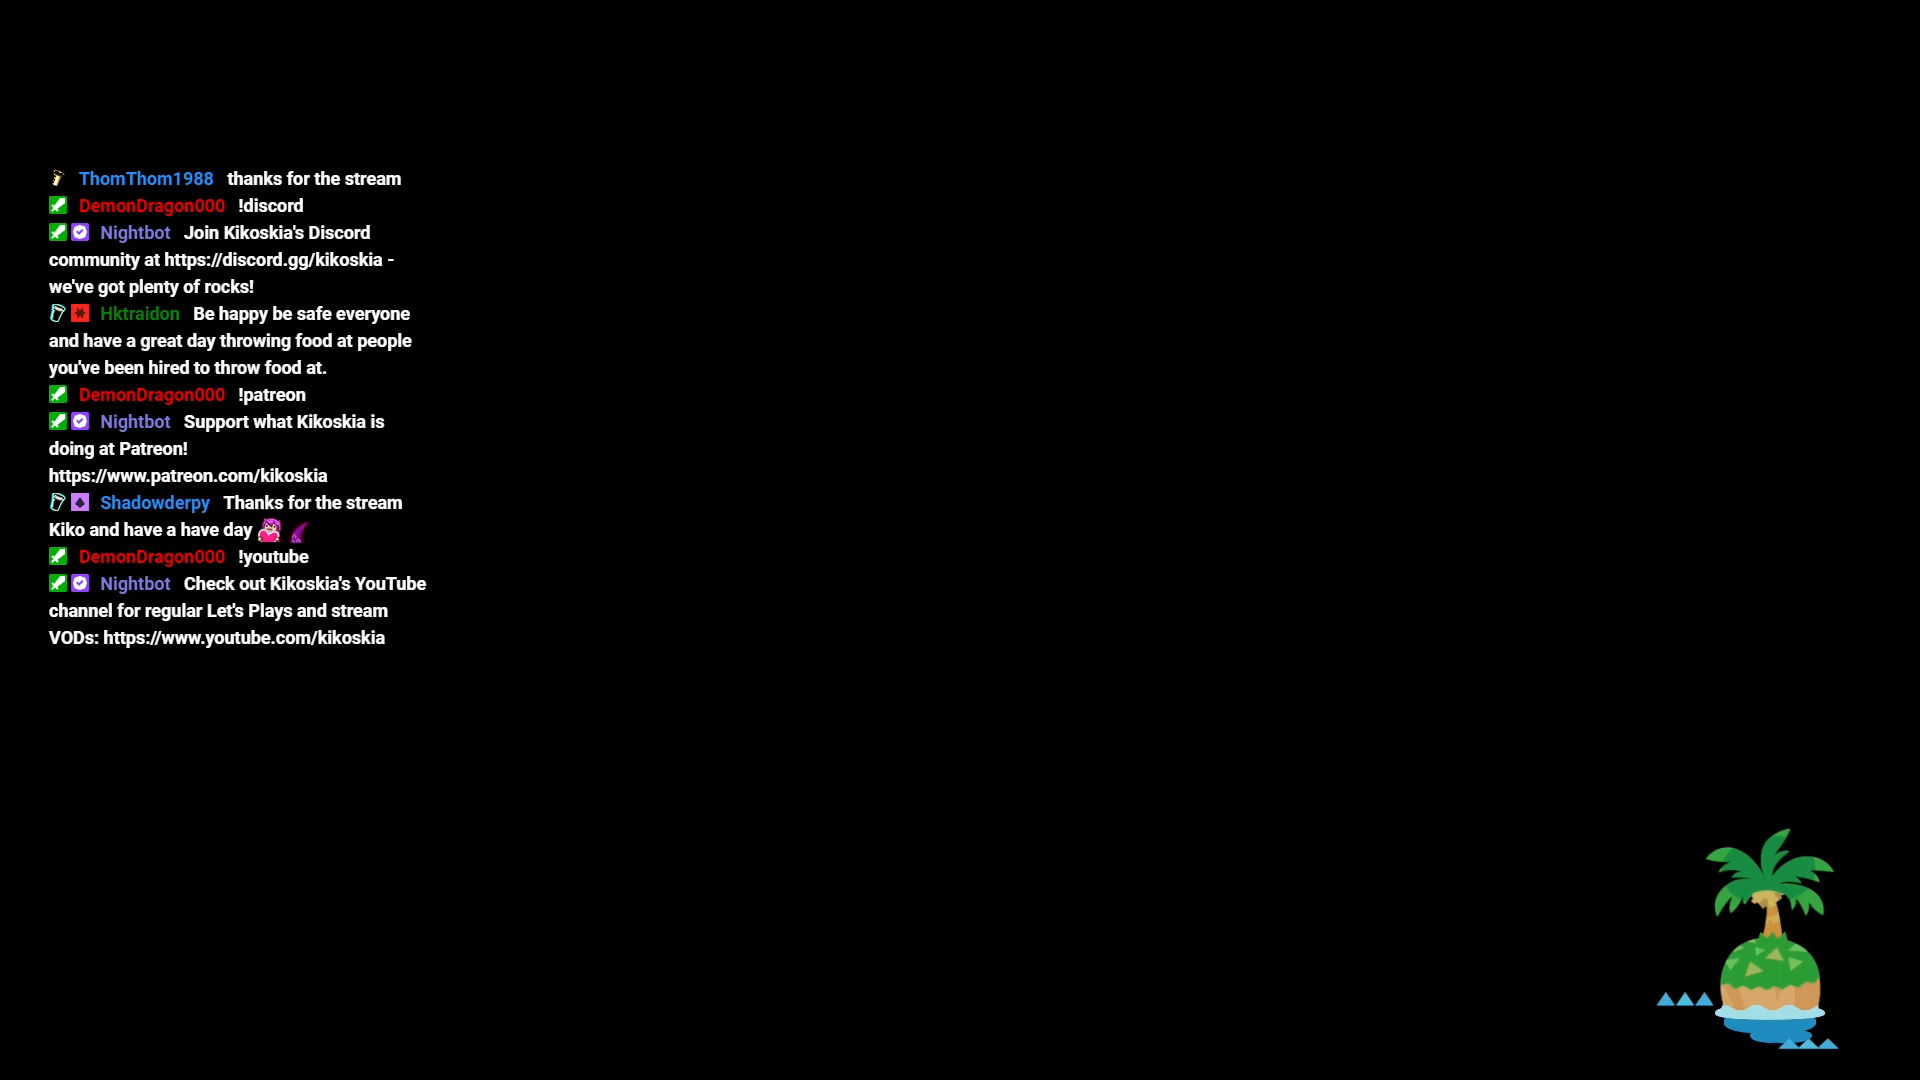 ThomThom1988 thanks for the stream
DemonDragon000 !discord
Nightbot Join Kikoskia's Discord
community at https://discord.gg/kikoskia -
we've got plenty of rocks!
Hktraidon Be happy be safe everyone
and have a great day throwing food at people
you've been hired to throw food at.
DemonDragon000 !patreon
Nightbot Support what Kikoskia is
doing at Patreon!
https://www.patreon.com/kikoskia
Shadowderpy Thanks for the stream
Kiko and have a have day
DemonDragon000 !youtube
Nightbot Check out Kikoskia's YouTube
channel for regular Let's Plays and stream
VODs: https://www.youtube.com/kikoskia